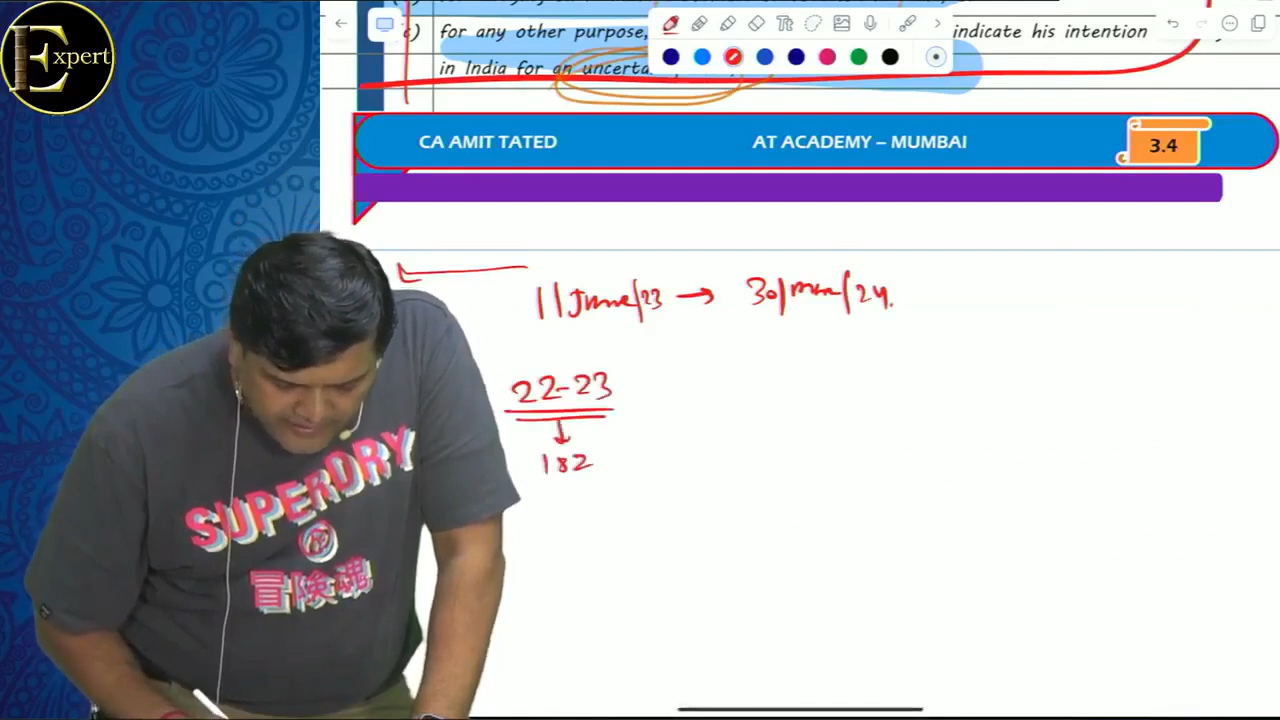 Expert
for any other purpose, indicate his intention
in India for an uncerta
CA AMIT TATED AT ACADEMY – MUMBAI 3.4
11 June/23 → 30/Mar/24.
22-23
182
SUPERDRY
冒険魂